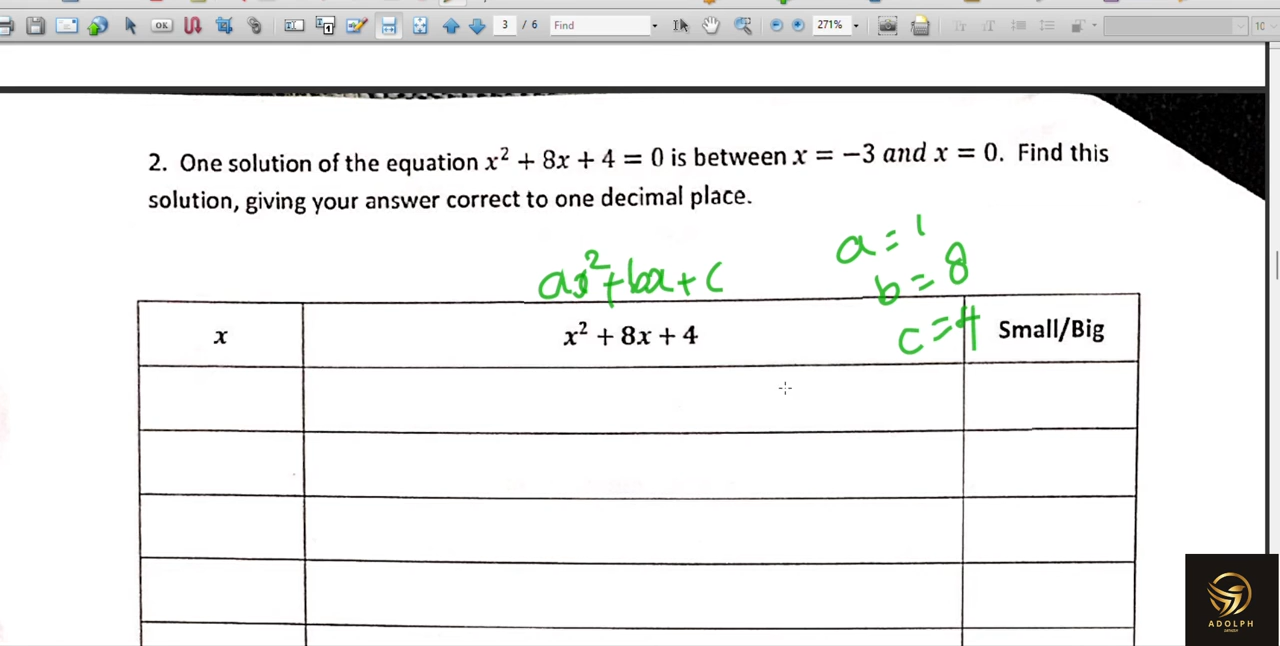 3 / 6 Find 271% 10
2. One solution of the equation x² + 8x + 4 = 0 is between x = −3 and x = 0. Find this
solution, giving your answer correct to one decimal place.
a = 1
b = 8
ax² + bx + c
c = 4
x x² + 8x + 4 Small/Big
ADOLPH